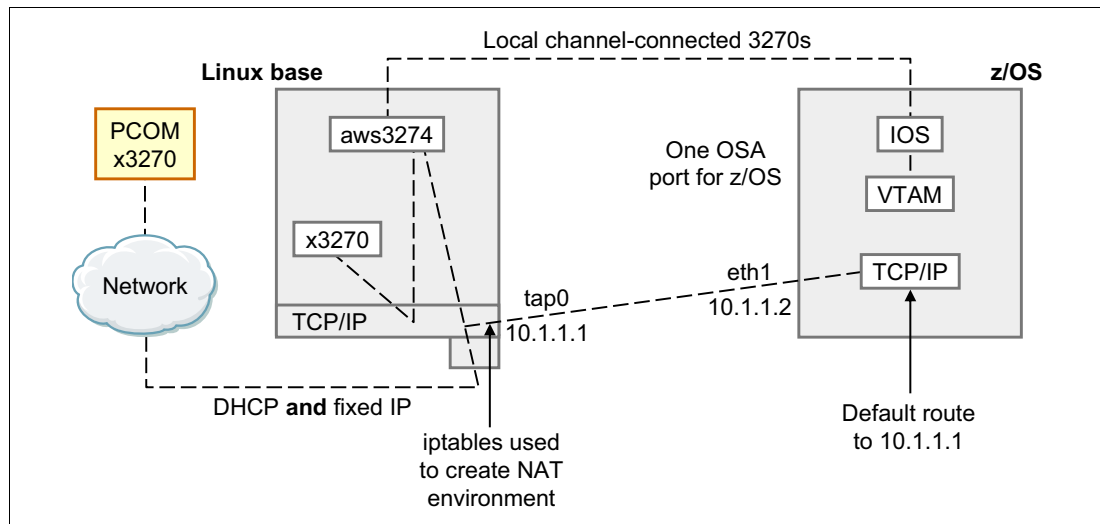 Local channel-connected 3270s
Linux base
z/OS
PCOM
x3270
aws3274
IOS
One OSA
port for z/OS
VTAM
x3270
Network
TCP/IP
eth1
tap0
TCP/IP
10.1.1.2
10.1.1.1
DHCP and fixed IP
Default route
to 10.1.1.1
iptables used
to create NAT
environment